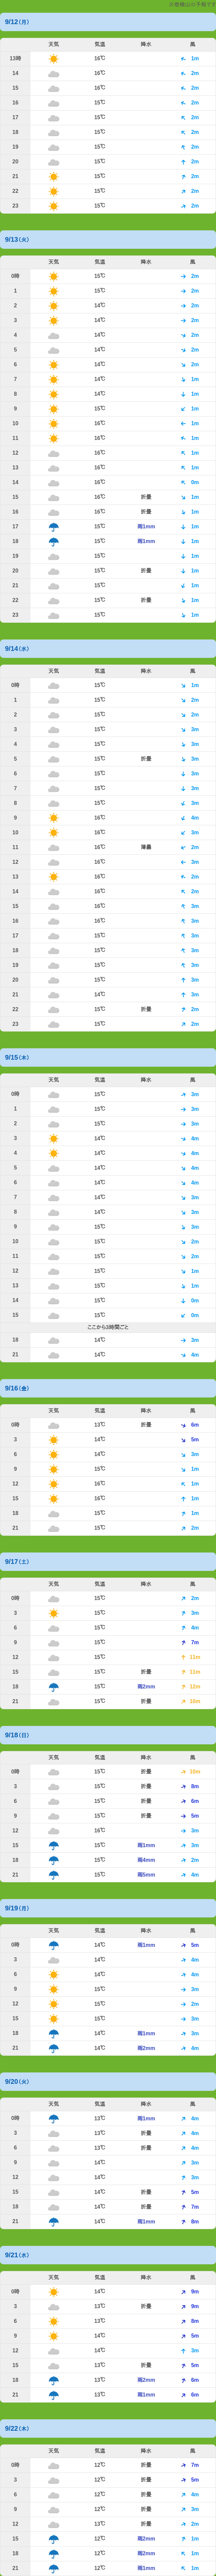 ※船橋山の予報です
9/12(月)
天気 気温 降水 風
13時 16℃ 1m
14 16℃ 2m
15 16℃ 2m
16 15℃ 2m
17 15℃ 2m
18 15℃ 2m
19 15℃ 2m
20 15℃ 2m
21 15℃ 2m
22 15℃ 2m
23 15℃ 2m
9/13(火)
天気 気温 降水 風
0時 15℃ 2m
1 15℃ 2m
2 14℃ 2m
3 14℃ 2m
4 14℃ 2m
5 14℃ 2m
6 14℃ 2m
7 14℃ 1m
8 14℃ 1m
9 15℃ 1m
10 16℃ 1m
11 16℃ 1m
12 16℃ 1m
13 16℃ 1m
14 16℃ 0m
15 16℃ 折曇 1m
16 16℃ 折曇 1m
17 16℃ 雨1mm 1m
18 15℃ 雨1mm 1m
19 15℃ 1m
20 15℃ 折曇 1m
21 15℃ 1m
22 15℃ 折曇 1m
23 15℃ 1m
9/14(水)
天気 気温 降水 風
0時 15℃ 1m
1 15℃ 2m
2 15℃ 2m
3 15℃ 3m
4 15℃ 3m
5 15℃ 折曇 3m
6 15℃ 3m
7 15℃ 3m
8 15℃ 3m
9 16℃ 4m
10 16℃ 3m
11 16℃ 薄曇 2m
12 16℃ 3m
13 16℃ 2m
14 16℃ 2m
15 16℃ 3m
16 16℃ 3m
17 15℃ 3m
18 15℃ 3m
19 15℃ 3m
20 15℃ 3m
21 14℃ 3m
22 15℃ 折曇 2m
23 15℃ 2m
9/15(木)
天気 気温 降水 風
0時 15℃ 3m
1 15℃ 3m
2 15℃ 3m
3 14℃ 4m
4 14℃ 4m
5 14℃ 4m
6 14℃ 4m
7 14℃ 3m
8 14℃ 3m
9 15℃ 3m
10 15℃ 2m
11 15℃ 2m
12 15℃ 1m
13 15℃ 1m
14 15℃ 0m
15 15℃ 0m
ここから3時間ごと
18 14℃ 3m
21 14℃ 4m
9/16(金)
天気 気温 降水 風
0時 13℃ 折曇 6m
3 14℃ 5m
6 14℃ 3m
9 15℃ 1m
12 16℃ 1m
15 16℃ 1m
18 15℃ 1m
21 15℃ 2m
9/17(土)
天気 気温 降水 風
0時 15℃ 2m
3 15℃ 3m
6 15℃ 4m
9 15℃ 7m
12 15℃ 11m
15 15℃ 折曇 11m
18 15℃ 雨2mm 12m
21 15℃ 折曇 10m
9/18(日)
天気 気温 降水 風
0時 15℃ 折曇 10m
3 15℃ 折曇 8m
6 15℃ 折曇 6m
9 15℃ 折曇 5m
12 16℃ 3m
15 15℃ 雨1mm 3m
18 15℃ 雨4mm 2m
21 15℃ 雨5mm 4m
9/19(月)
天気 気温 降水 風
0時 14℃ 雨1mm 5m
3 14℃ 4m
6 14℃ 4m
9 15℃ 3m
12 15℃ 2m
15 15℃ 3m
18 14℃ 雨1mm 3m
21 14℃ 雨2mm 4m
9/20(火)
天気 気温 降水 風
0時 13℃ 雨1mm 4m
3 13℃ 折曇 4m
6 13℃ 折曇 4m
9 14℃ 3m
12 14℃ 3m
15 14℃ 折曇 5m
18 14℃ 折曇 7m
21 13℃ 雨1mm 8m
9/21(水)
天気 気温 降水 風
0時 14℃ 9m
3 13℃ 折曇 9m
6 13℃ 8m
9 14℃ 5m
12 14℃ 3m
15 13℃ 折曇 5m
18 13℃ 雨2mm 6m
21 13℃ 雨1mm 6m
9/22(木)
天気 気温 降水 風
0時 12℃ 折曇 7m
3 12℃ 折曇 5m
6 12℃ 折曇 4m
9 12℃ 折曇 3m
12 13℃ 折曇 2m
15 12℃ 雨2mm 1m
18 12℃ 雨2mm 1m
21 12℃ 雨1mm 1m